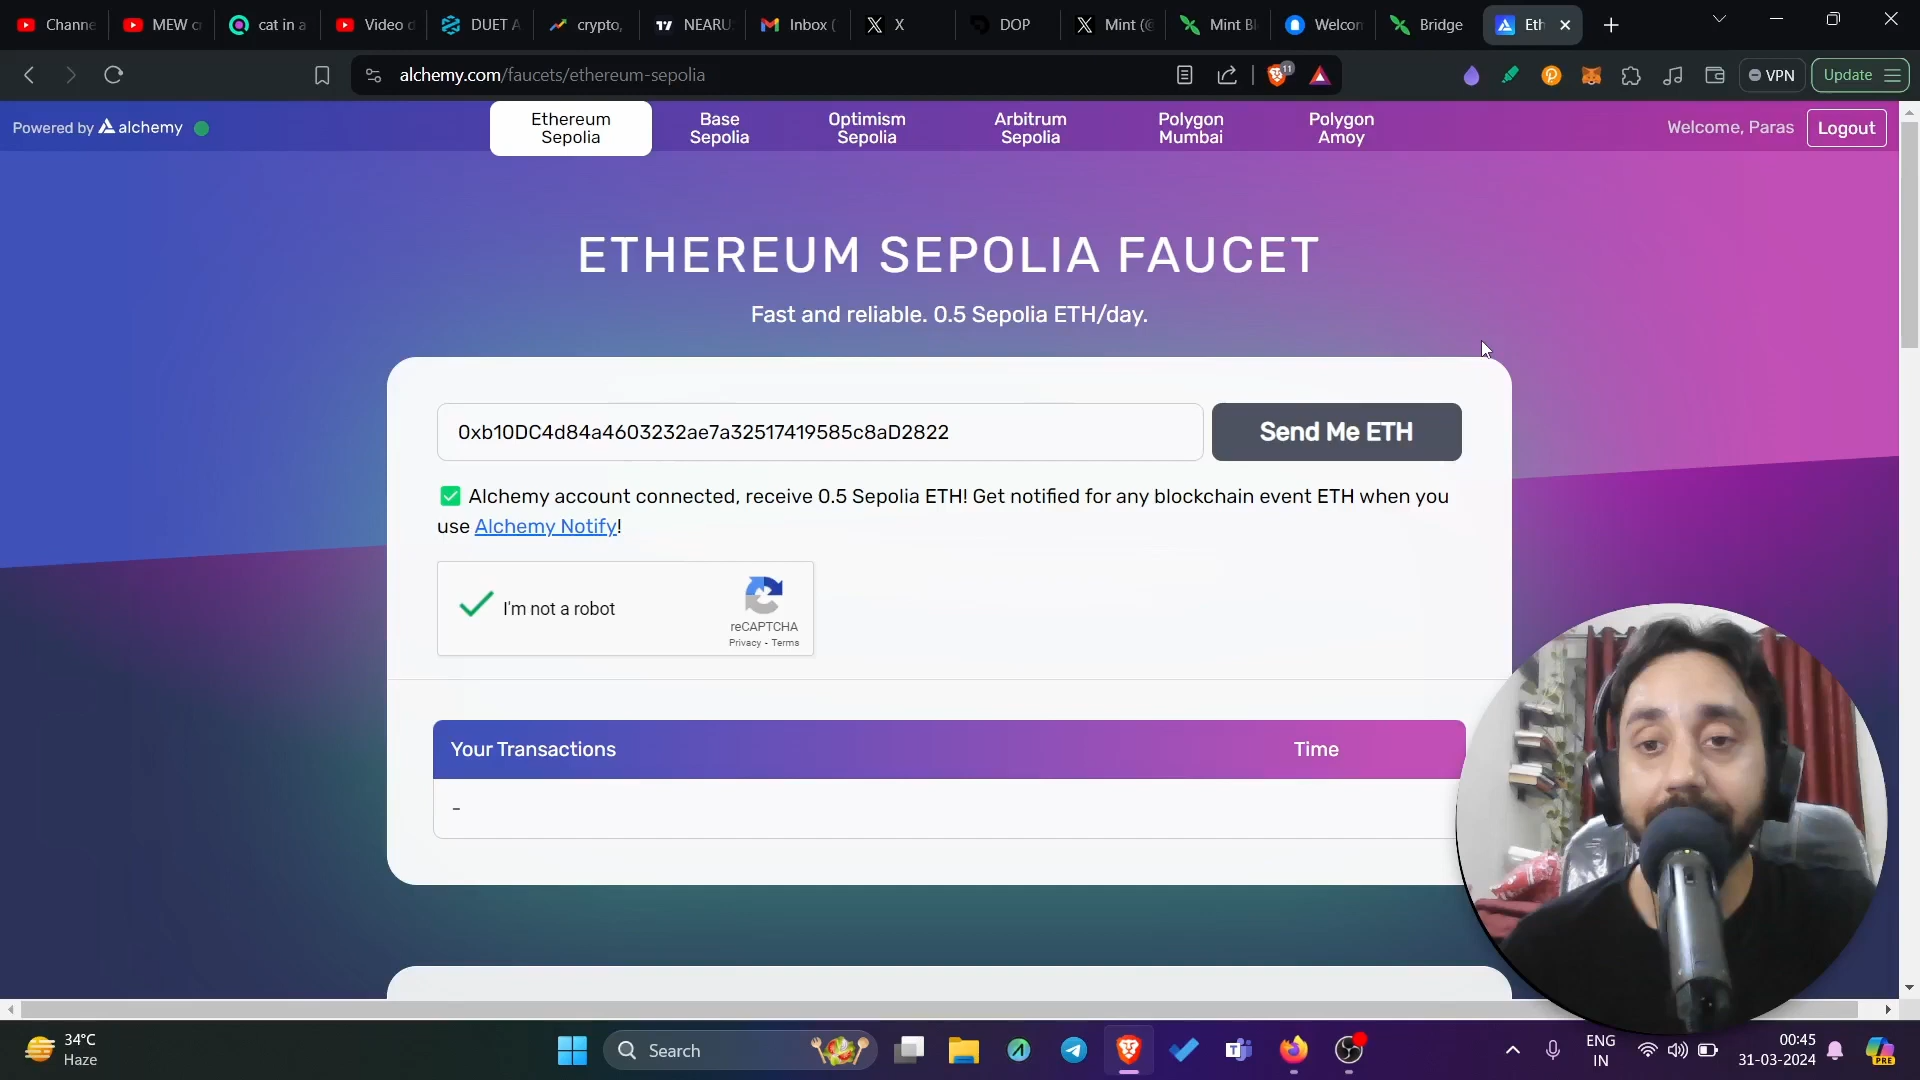 Channe
MEW c
cat in a
Video d
DUET A
crypto,
NEARU
Inbox (
X
DOP
Mint (@
Mint Bl
Welcon
Bridge
Eth
alchemy.com/faucets/ethereum-sepolia
11
VPN
Update
Powered by alchemy
Ethereum
Sepolia
Base
Sepolia
Optimism
Sepolia
Arbitrum
Sepolia
Polygon
Mumbai
Polygon
Amoy
Welcome, Paras
Logout
ETHEREUM SEPOLIA FAUCET
Fast and reliable. 0.5 Sepolia ETH/day.
0xb10DC4d84a4603232ae7a32517419585c8aD2822
Send Me ETH
Alchemy account connected, receive 0.5 Sepolia ETH! Get notified for any blockchain event ETH when you
use Alchemy Notify!
I'm not a robot
reCAPTCHA
Privacy - Terms
Your Transactions
Time
-
34°C
Haze
Search
ENG
IN
00:45
31-03-2024
PRE